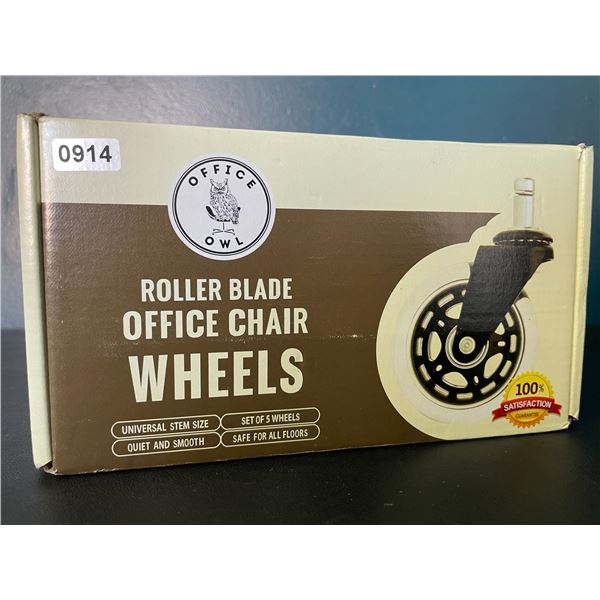 0914
OFFICE
OWL
ROLLER BLADE
OFFICE CHAIR
WHEELS
UNIVERSAL STEM SIZE
SET OF 5 WHEELS
QUIET AND SMOOTH
SAFE FOR ALL FLOORS
100%
SATISFACTION
GUARANTEE